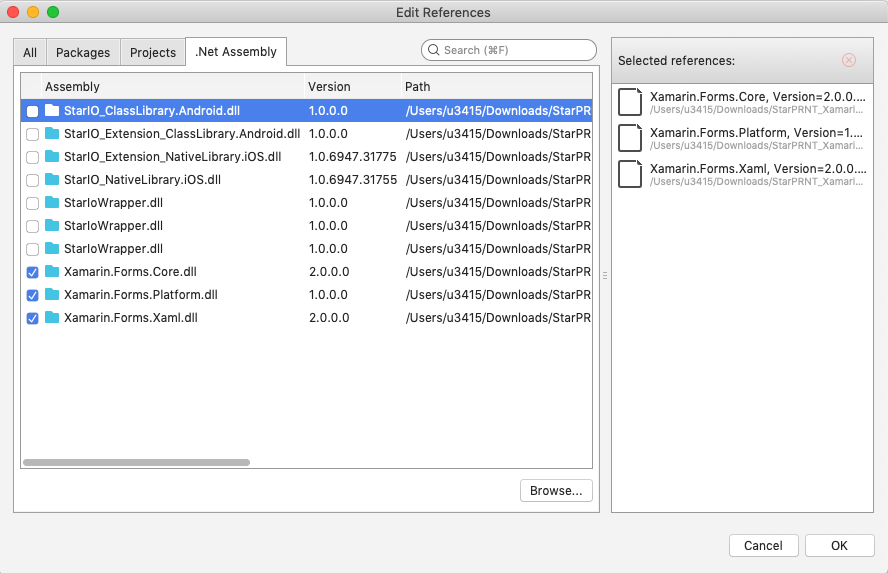 Edit References
All Packages Projects .Net Assembly
Search (⌘F)
Assembly Version Path
StarIO_ClassLibrary.Android.dll 1.0.0.0 /Users/u3415/Downloads/StarPR
StarIO_Extension_ClassLibrary.Android.dll 1.0.0.0 /Users/u3415/Downloads/StarPR
StarIO_Extension_NativeLibrary.iOS.dll 1.0.6947.31775 /Users/u3415/Downloads/StarPR
StarIO_NativeLibrary.iOS.dll 1.0.6947.31755 /Users/u3415/Downloads/StarPR
StarIoWrapper.dll 1.0.0.0 /Users/u3415/Downloads/StarPR
StarIoWrapper.dll 1.0.0.0 /Users/u3415/Downloads/StarPR
StarIoWrapper.dll 1.0.0.0 /Users/u3415/Downloads/StarPR
Xamarin.Forms.Core.dll 2.0.0.0 /Users/u3415/Downloads/StarPR
Xamarin.Forms.Platform.dll 1.0.0.0 /Users/u3415/Downloads/StarPR
Xamarin.Forms.Xaml.dll 2.0.0.0 /Users/u3415/Downloads/StarPR
Browse...
Selected references:
Xamarin.Forms.Core, Version=2.0.0....
/Users/u3415/Downloads/StarPRNT_Xamari...
Xamarin.Forms.Platform, Version=1....
/Users/u3415/Downloads/StarPRNT_Xamari...
Xamarin.Forms.Xaml, Version=2.0.0....
/Users/u3415/Downloads/StarPRNT_Xamari...
Cancel OK